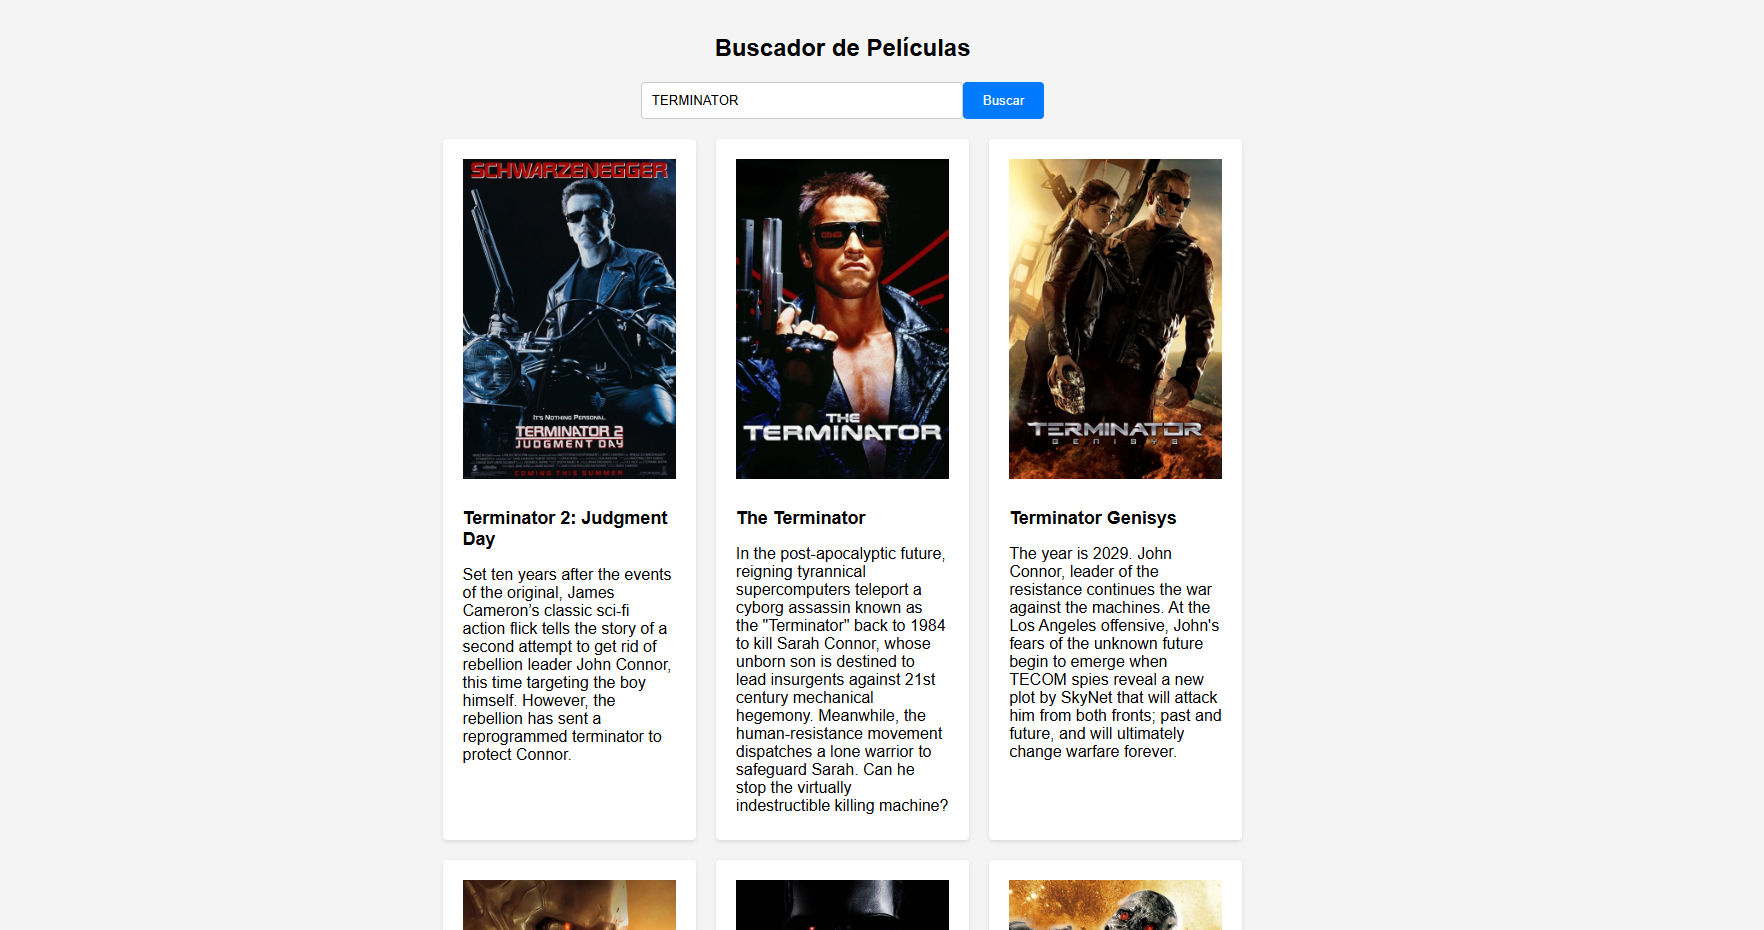 Buscador de Películas
TERMINATOR
Buscar
SCHWARZENEGGER
IT'S NOTHING PERSONAL
TERMINATOR 2
JUDGMENT DAY
COMING THIS SUMMER
THE
TERMINATOR
TERMINATOR
GENISYS
Terminator 2: Judgment
Day
Set ten years after the events
of the original, James
Cameron’s classic sci-fi
action flick tells the story of a
second attempt to get rid of
rebellion leader John Connor,
this time targeting the boy
himself. However, the
rebellion has sent a
reprogrammed terminator to
protect Connor.
The Terminator
In the post-apocalyptic future,
reigning tyrannical
supercomputers teleport a
cyborg assassin known as
the "Terminator" back to 1984
to kill Sarah Connor, whose
unborn son is destined to
lead insurgents against 21st
century mechanical
hegemony. Meanwhile, the
human-resistance movement
dispatches a lone warrior to
safeguard Sarah. Can he
stop the virtually
indestructible killing machine?
Terminator Genisys
The year is 2029. John
Connor, leader of the
resistance continues the war
against the machines. At the
Los Angeles offensive, John's
fears of the unknown future
begin to emerge when
TECOM spies reveal a new
plot by SkyNet that will attack
him from both fronts; past and
future, and will ultimately
change warfare forever.